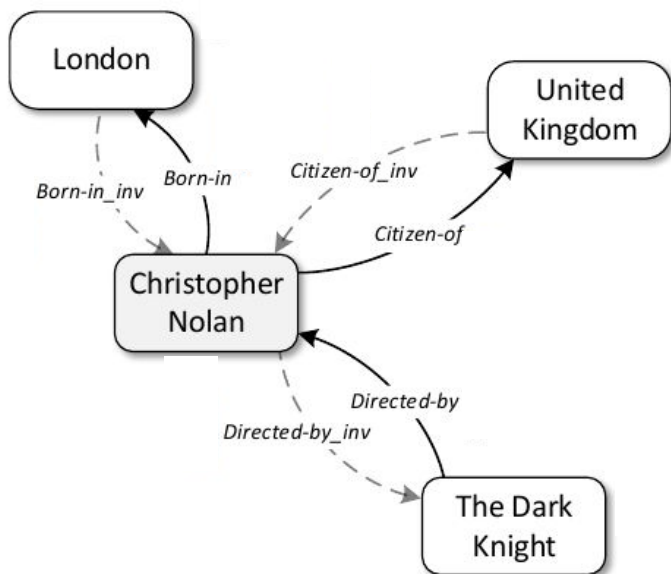 London
United
Kingdom
Born-in
Citizen-of_inv
Born-in_inv
Citizen-of
Christopher
Nolan
Directed-by
Directed-by_inv
The Dark
Knight